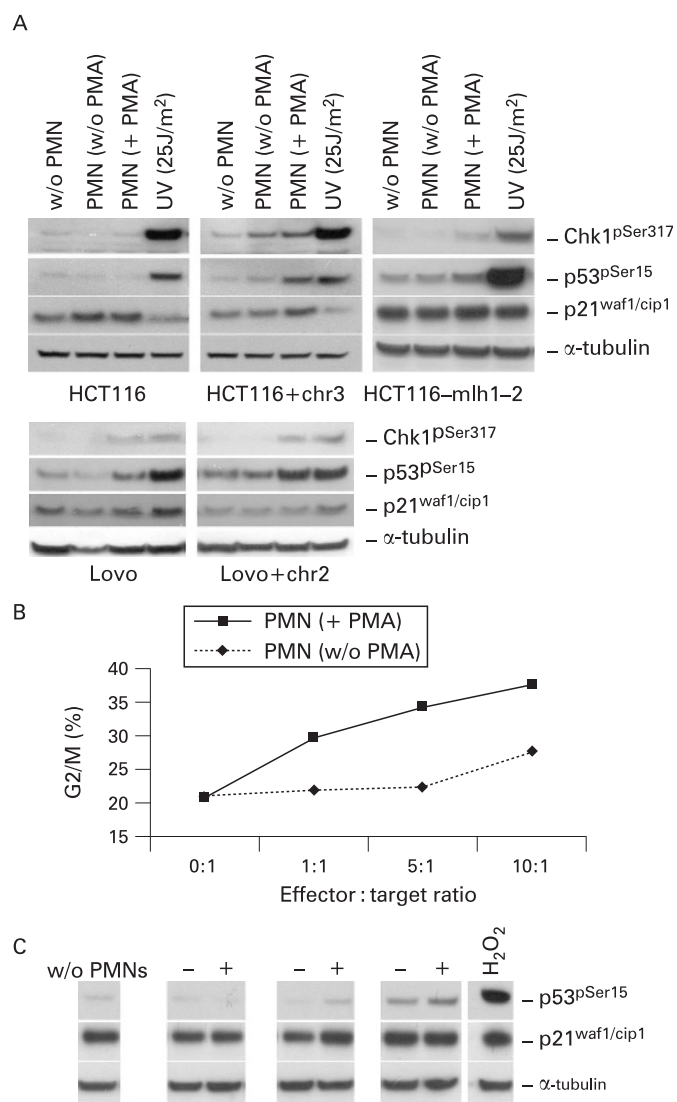 A
w/o PMN
PMN (w/o PMA)
PMN (+ PMA)
UV (25J/m²)
w/o PMN
PMN (w/o PMA)
PMN (+ PMA)
UV (25J/m²)
w/o PMN
PMN (w/o PMA)
PMN (+ PMA)
UV (25J/m²)
– Chk1pSer317
– p53pSer15
– p21waf1/cip1
– α-tubulin
HCT116 HCT116+chr3 HCT116–mlh1–2
– Chk1pSer317
– p53pSer15
– p21waf1/cip1
– α-tubulin
Lovo Lovo+chr2
B
PMN (+ PMA)
PMN (w/o PMA)
40
35
30
25
20
15
G2/M (%)
0:1 1:1 5:1 10:1
Effector : target ratio
C
w/o PMNs – + – + – + H₂O₂
– p53pSer15
– p21waf1/cip1
– α-tubulin